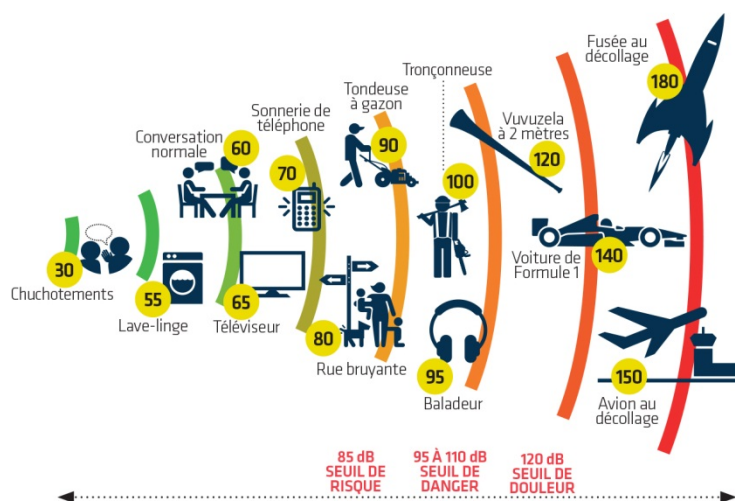 30
Chuchotements
55
Lave-linge
Conversation
normale
60
65
Téléviseur
Sonnerie de
téléphone
70
80
Rue bruyante
Tondeuse
à gazon
90
Tronçonneuse
100
95
Baladeur
Vuvuzela
à 2 mètres
120
Voiture de
Formule 1
140
Fusée au
décollage
180
150
Avion au
décollage
85 dB
SEUIL DE
RISQUE
95 À 110 dB
SEUIL DE
DANGER
120 dB
SEUIL DE
DOULEUR